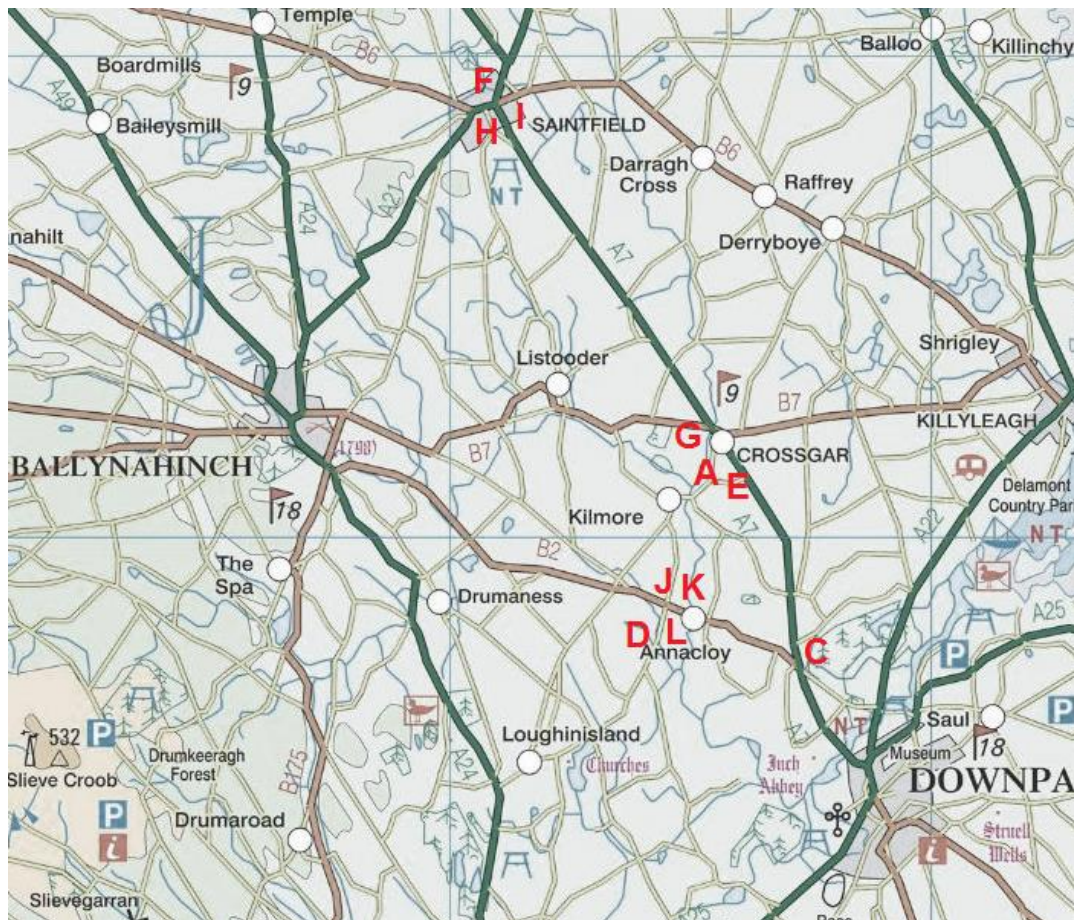 Temple
Balloo
Killinchy
A22
B6
Boardmills
9
F
A49
Baileysmill
I
SAINTFIELD
H
B6
Darragh
Cross
Raffrey
N T
A21
A24
nahilt
Derryboye
A7
J
Shrigley
Listooder
9
B7
KILLYLEAGH
G
CROSSGAR
(1798)
B7
BALLYNAHINCH
A
E
Delamont
Country Par
18
Kilmore
A7
A22
N T
B2
The
Spa
J
K
Drumaness
A25
D
L
Annacloy
C
P
Saul
P
N T
18
532
P
Loughinisland
A7
Museum
Slieve Croob
Drumkeeragh
Forest
Churches
Inch
Abbey
DOWNPA
B175
A24
P
Drumaroad
i
i
Struell
Wells
Slievegarran